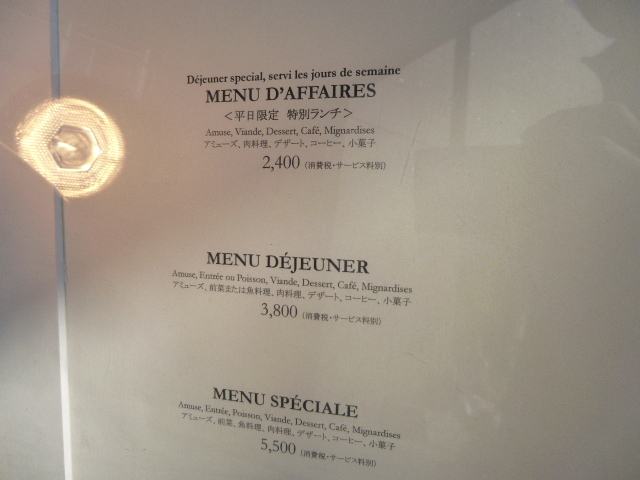 Déjeuner special, servi les jours de semaine
MENU D'AFFAIRES
＜平日限定 特別ランチ＞
Amuse, Viande, Dessert, Café, Mignardises
アミューズ、肉料理、デザート、コーヒー、小菓子
2,400 (消費税・サービス料別)
MENU DÉJEUNER
Amuse, Entrée ou Poisson, Viande, Dessert, Café, Mignardises
アミューズ、前菜または魚料理、肉料理、デザート、コーヒー、小菓子
3,800 (消費税・サービス料別)
MENU SPÉCIALE
Amuse, Entrée, Poisson, Viande, Dessert, Café, Mignardises
アミューズ、前菜、魚料理、肉料理、デザート、コーヒー、小菓子
5,500 (消費税・サービス料別)